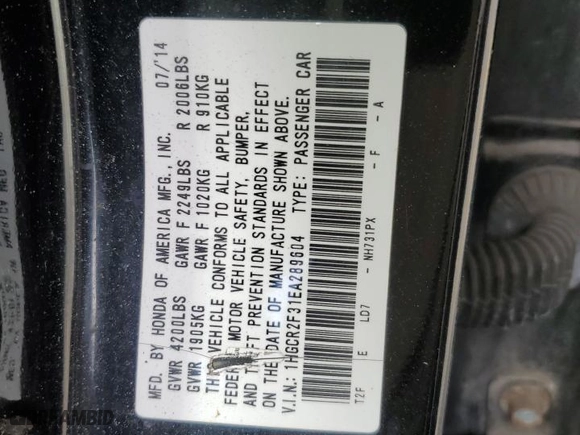 MFD. BY HONDA OF AMERICA MFG., INC. 07/'14
GVWR 4200LBS GAWR F 2249LBS R 2006LBS
GVWR 1905KG GAWR F 1020KG R 910KG
VEHICLE CONFORMS TO ALL APPLICABLE
MOTOR VEHICLE SAFETY, BUMPER,
AND PREVENTION STANDARDS IN EFFECT
ON THE DATE OF MANUFACTURE SHOWN ABOVE.
V.I.N.: 1HGCR2F31EA289604 TYPE: PASSENGER CAR
T2F E LD7 - NH731PX - F - A